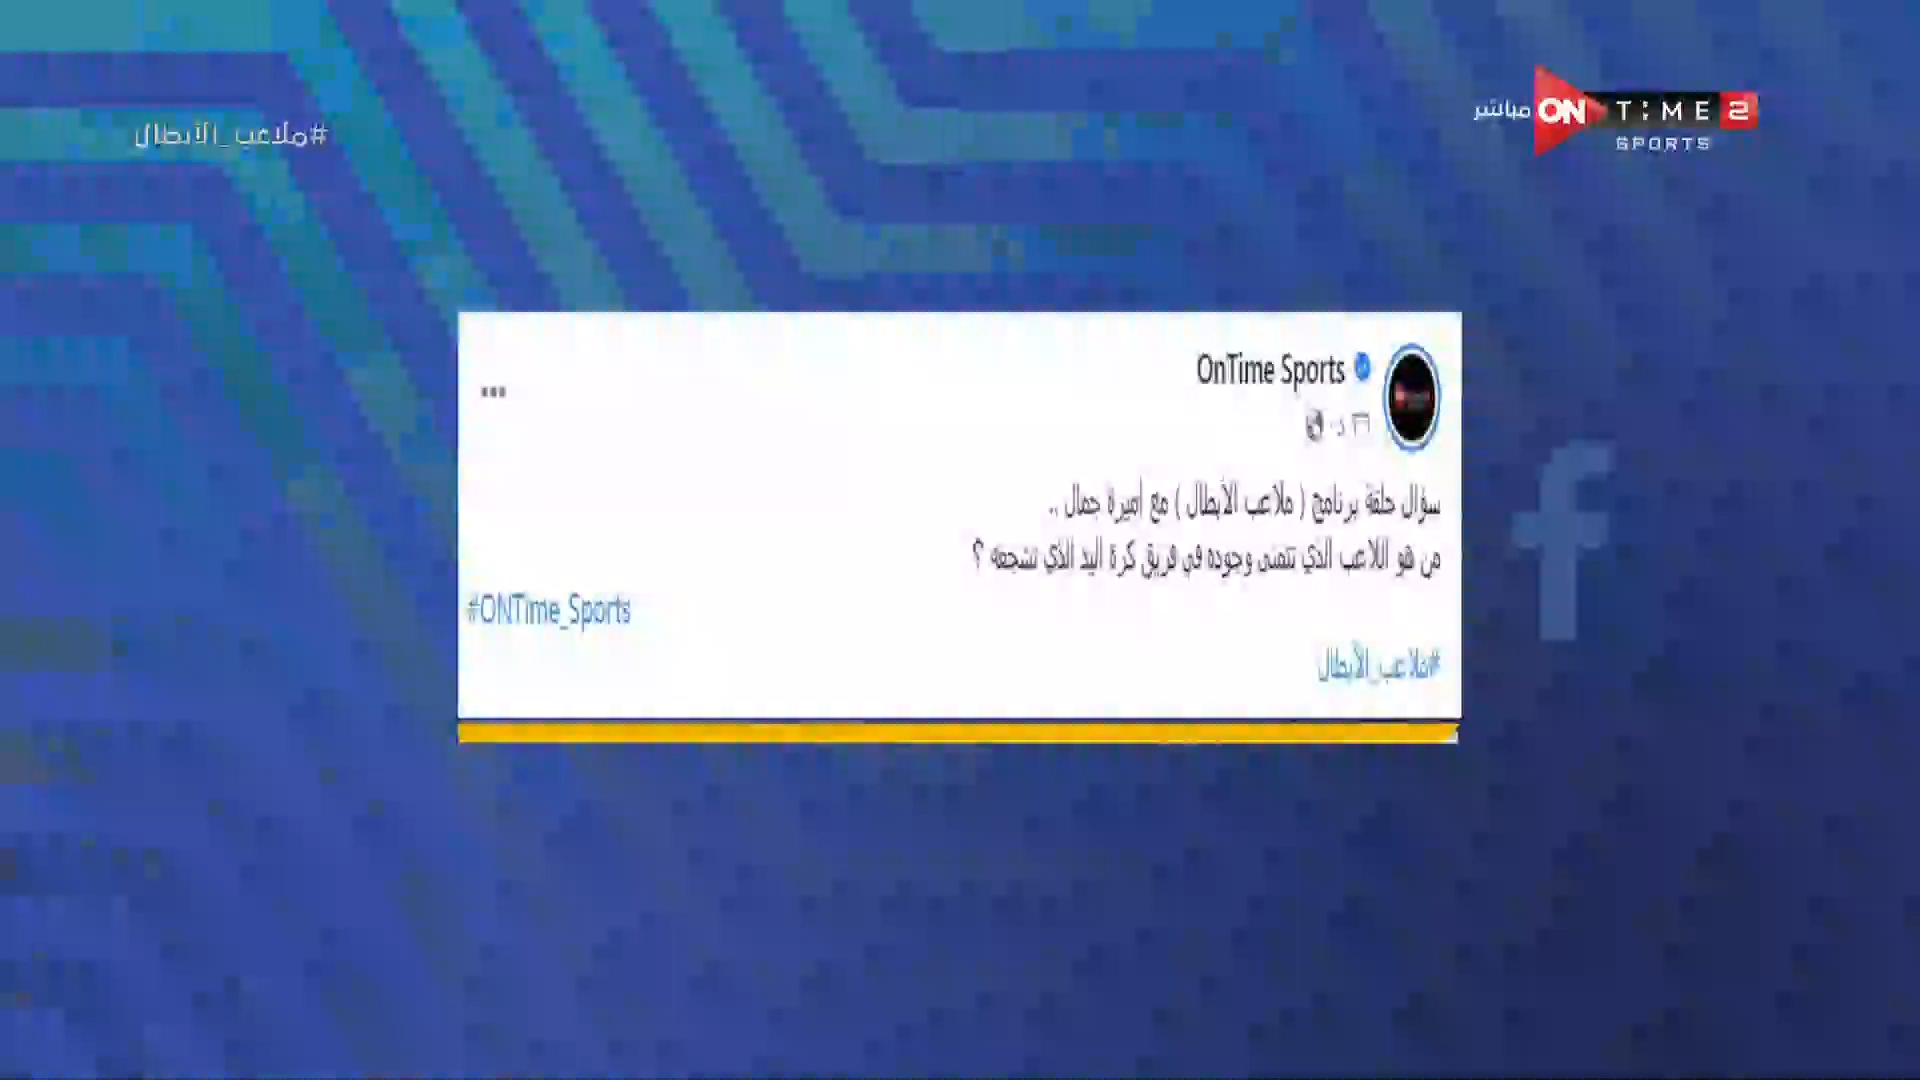 #ملاعب_الأبطال
مباشر ON TIME 2
SPORTS
OnTime Sports
سؤال حلقة برنامج ( ملاعب الأبطال ) مع أميرة جمال ..
من هو اللاعب الذي تتمنى وجوده في فريق كرة اليد الذي تشجعه ؟
#ONTime_Sports
#ملاعب_الأبطال